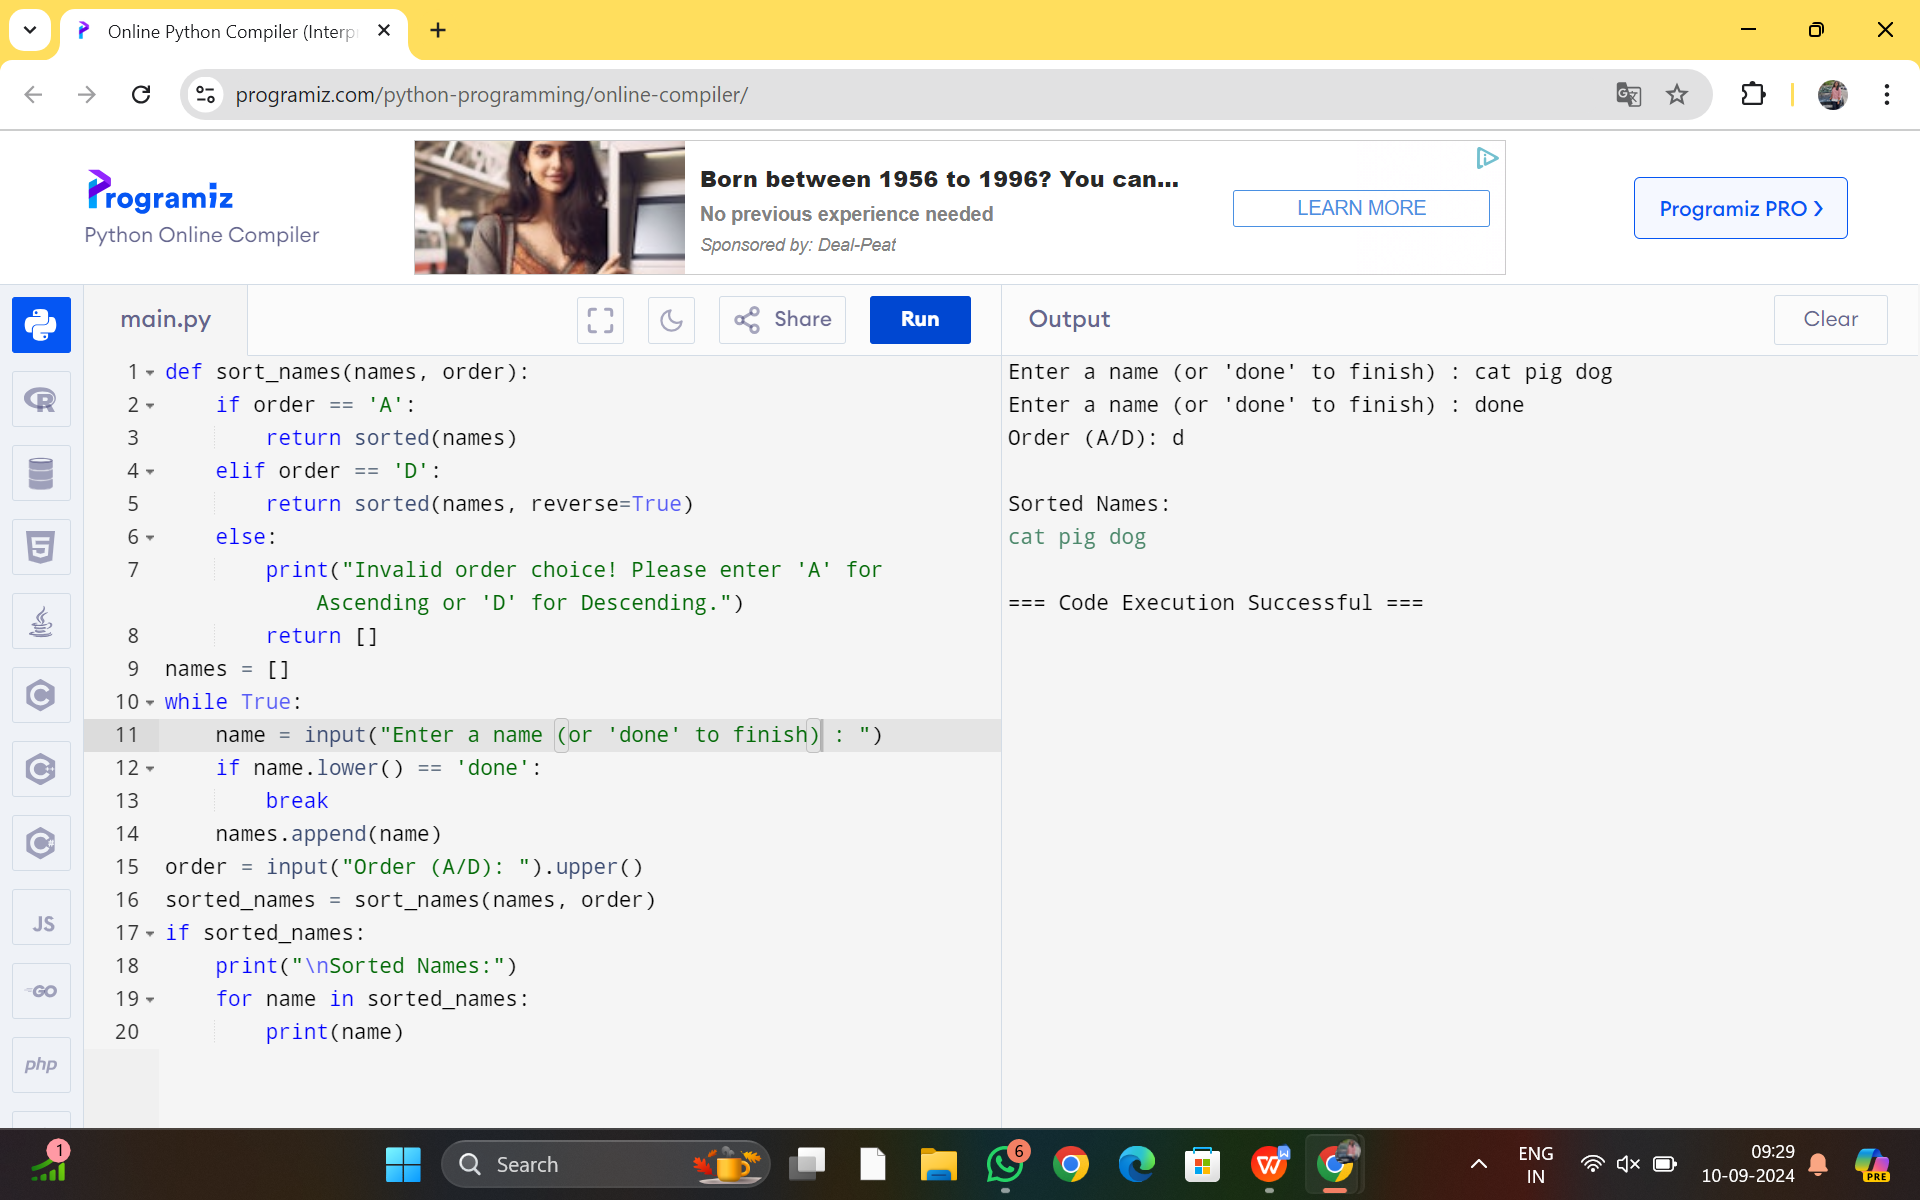 Online Python Compiler (Interp
programiz.com/python-programming/online-compiler/
Programiz
Python Online Compiler
Born between 1956 to 1996? You can...
No previous experience needed
Sponsored by: Deal-Peat
LEARN MORE
Programiz PRO
main.py
Share
Run
Output
Clear
1 def sort_names(names, order):
2 if order == 'A':
3 return sorted(names)
4 elif order == 'D':
5 return sorted(names, reverse=True)
6 else:
7 print("Invalid order choice! Please enter 'A' for
Ascending or 'D' for Descending.")
8 return []
9 names = []
10 while True:
11 name = input("Enter a name (or 'done' to finish) : ")
12 if name.lower() == 'done':
13 break
14 names.append(name)
15 order = input("Order (A/D): ").upper()
16 sorted_names = sort_names(names, order)
17 if sorted_names:
18 print("\nSorted Names:")
19 for name in sorted_names:
20 print(name)
Enter a name (or 'done' to finish) : cat pig dog
Enter a name (or 'done' to finish) : done
Order (A/D): d
Sorted Names:
cat pig dog
=== Code Execution Successful ===
R
5
C
C
C#
JS
GO
php
1
Search
6
W
W
ENG
IN
09:29
10-09-2024
PRE